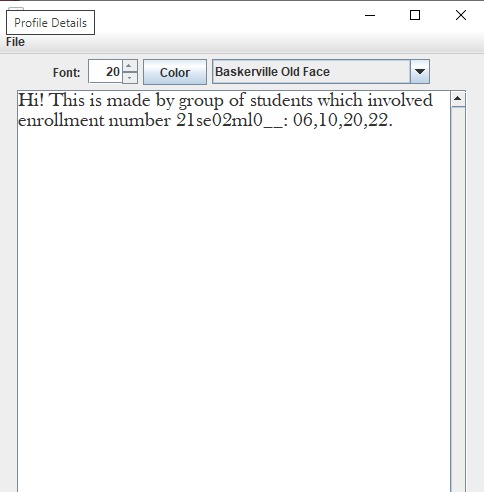 Profile Details
File
Font: 20 Color Baskerville Old Face
Hi! This is made by group of students which involved
enrollment number 21se02ml0__: 06,10,20,22.